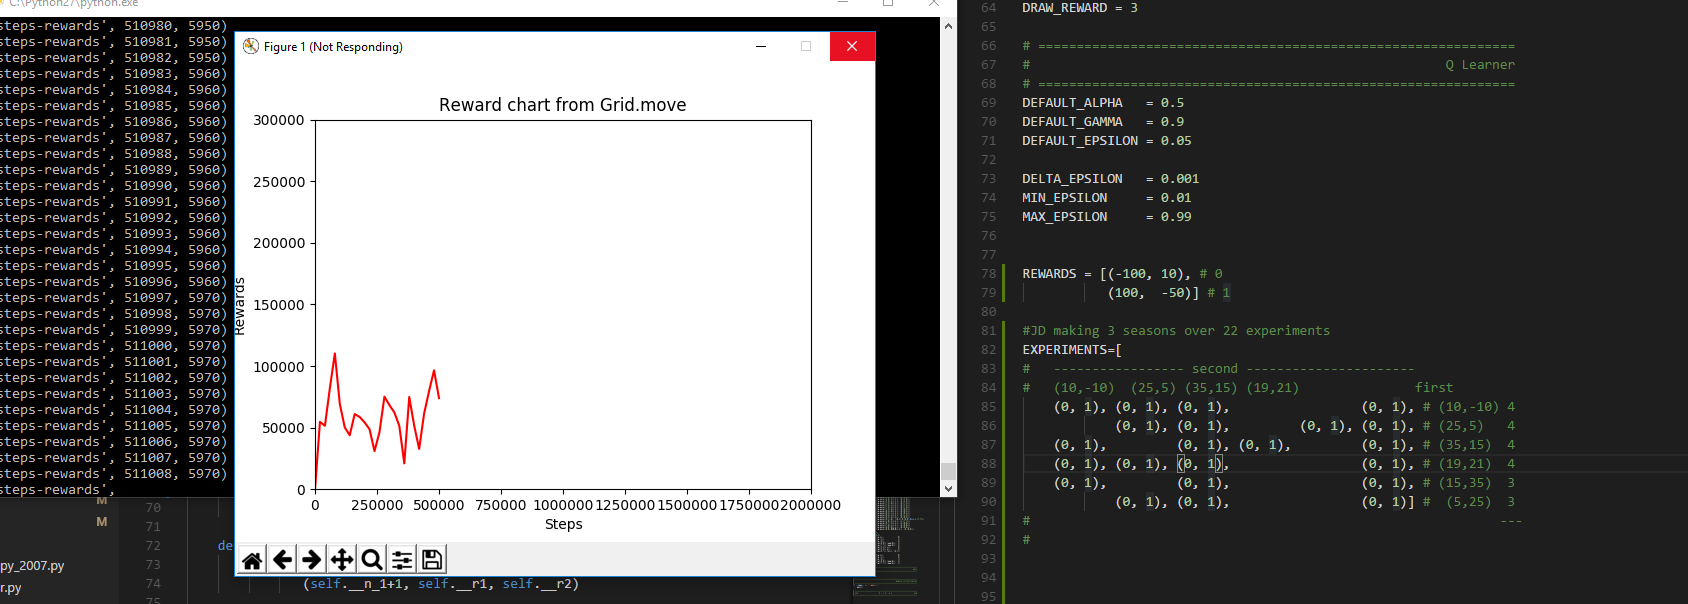 C:\Python27\python.exe
steps-rewards', 510980, 5950)
steps-rewards', 510981, 5950)
steps-rewards', 510982, 5950)
steps-rewards', 510983, 5960)
steps-rewards', 510984, 5960)
steps-rewards', 510985, 5960)
steps-rewards', 510986, 5960)
steps-rewards', 510987, 5960)
steps-rewards', 510988, 5960)
steps-rewards', 510989, 5960)
steps-rewards', 510990, 5960)
steps-rewards', 510991, 5960)
steps-rewards', 510992, 5960)
steps-rewards', 510993, 5960)
steps-rewards', 510994, 5960)
steps-rewards', 510995, 5960)
steps-rewards', 510996, 5960)
steps-rewards', 510997, 5970)
steps-rewards', 510998, 5970)
steps-rewards', 510999, 5970)
steps-rewards', 511000, 5970)
steps-rewards', 511001, 5970)
steps-rewards', 511002, 5970)
steps-rewards', 511003, 5970)
steps-rewards', 511004, 5970)
steps-rewards', 511005, 5970)
steps-rewards', 511006, 5970)
steps-rewards', 511007, 5970)
steps-rewards', 511008, 5970)
steps-rewards',
Figure 1 (Not Responding)
Reward chart from Grid.move
300000
250000
200000
150000
100000
50000
0
Rewards
0 250000 500000 750000 1000000 1250000 1500000 1750000 2000000
Steps
M
M
py_2007.py
r.py
70
71
72 de
73
74 (self.__n_1+1, self.__r1, self.__r2)
75
64 DRAW_REWARD = 3
65
66 # ==============================================================
67 # Q Learner
68 # ==============================================================
69 DEFAULT_ALPHA = 0.5
70 DEFAULT_GAMMA = 0.9
71 DEFAULT_EPSILON = 0.05
72
73 DELTA_EPSILON = 0.001
74 MIN_EPSILON = 0.01
75 MAX_EPSILON = 0.99
76
77
78 REWARDS = [(-100, 10), # 0
79 (100, -50)] # 1
80
81 #JD making 3 seasons over 22 experiments
82 EXPERIMENTS=[
83 # ----------------- second ----------------------
84 # (10,-10) (25,5) (35,15) (19,21) first
85 (0, 1), (0, 1), (0, 1), (0, 1), # (10,-10) 4
86 (0, 1), (0, 1), (0, 1), (0, 1), # (25,5) 4
87 (0, 1), (0, 1), (0, 1), (0, 1), # (35,15) 4
88 (0, 1), (0, 1), (0, 1), (0, 1), # (19,21) 4
89 (0, 1), (0, 1), (0, 1), # (15,35) 3
90 (0, 1), (0, 1), (0, 1)] # (5,25) 3
91 # ---
92 #
93
94
95